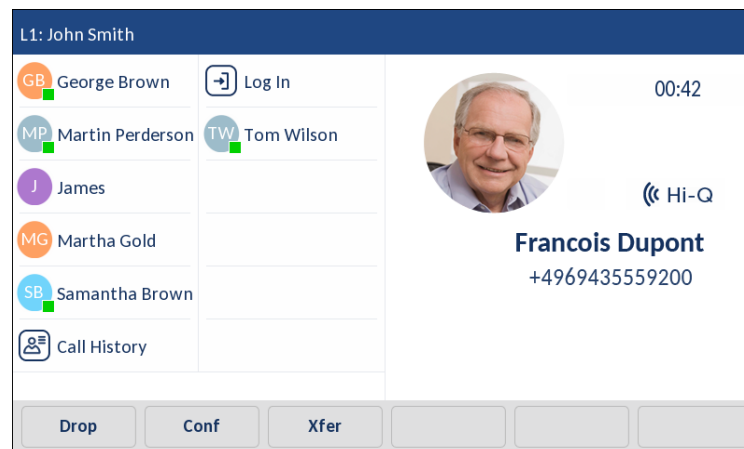 L1: John Smith
GB George Brown
Log In
MP Martin Perderson
TW Tom Wilson
J James
MG Martha Gold
SB Samantha Brown
Call History
00:42
Hi-Q
Francois Dupont
+4969435559200
Drop Conf Xfer